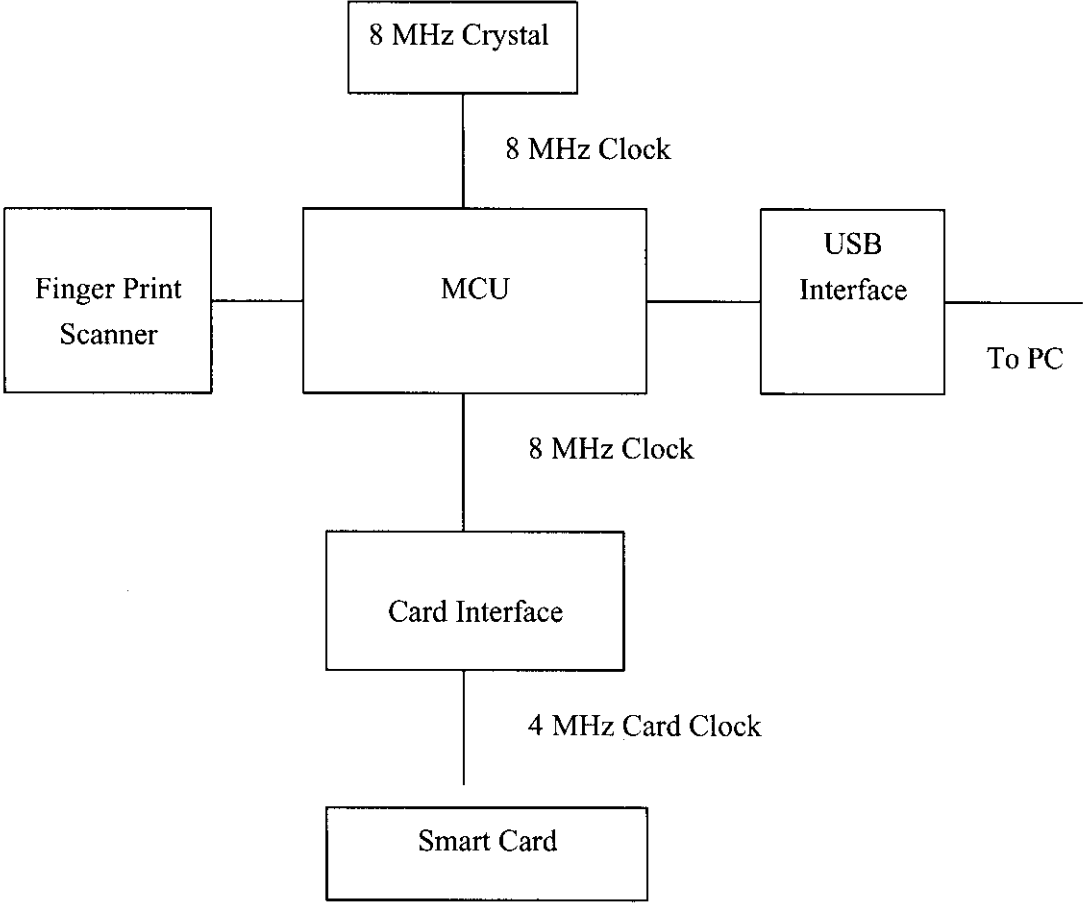 8 MHz Crystal
8 MHz Clock
Finger Print
Scanner
MCU
USB
Interface
To PC
8 MHz Clock
Card Interface
4 MHz Card Clock
Smart Card